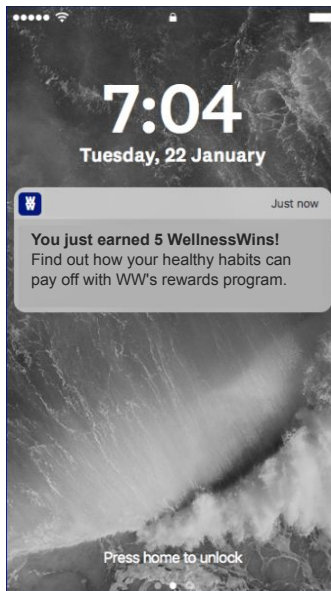 7:04
Tuesday, 22 January
Just now
You just earned 5 WellnessWins!
Find out how your healthy habits can
pay off with WW's rewards program.
Press home to unlock